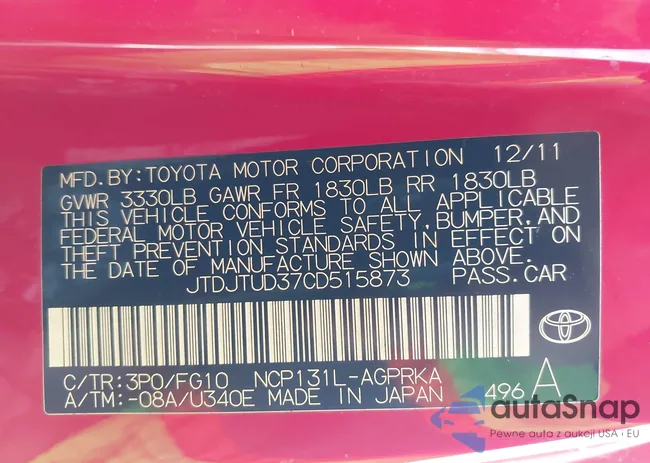 MFD.BY:TOYOTA MOTOR CORPORATION 12/11
GVWR 3330LB GAWR FR 1830LB RR 1830LB
THIS VEHICLE CONFORMS TO ALL APPLICABLE
FEDERAL MOTOR VEHICLE SAFETY,BUMPER,AND
THEFT PREVENTION STANDARDS IN EFFECT ON
THE DATE OF MANUFACTURE SHOWN ABOVE.
JTDJTUD37CD515873 PASS.CAR
C/TR:3P0/FG10 NCP131L-AGPRKA
A/TM:-08A/U340E MADE IN JAPAN 496 A
autoSnap
Pewne auta z aukcji USA i EU